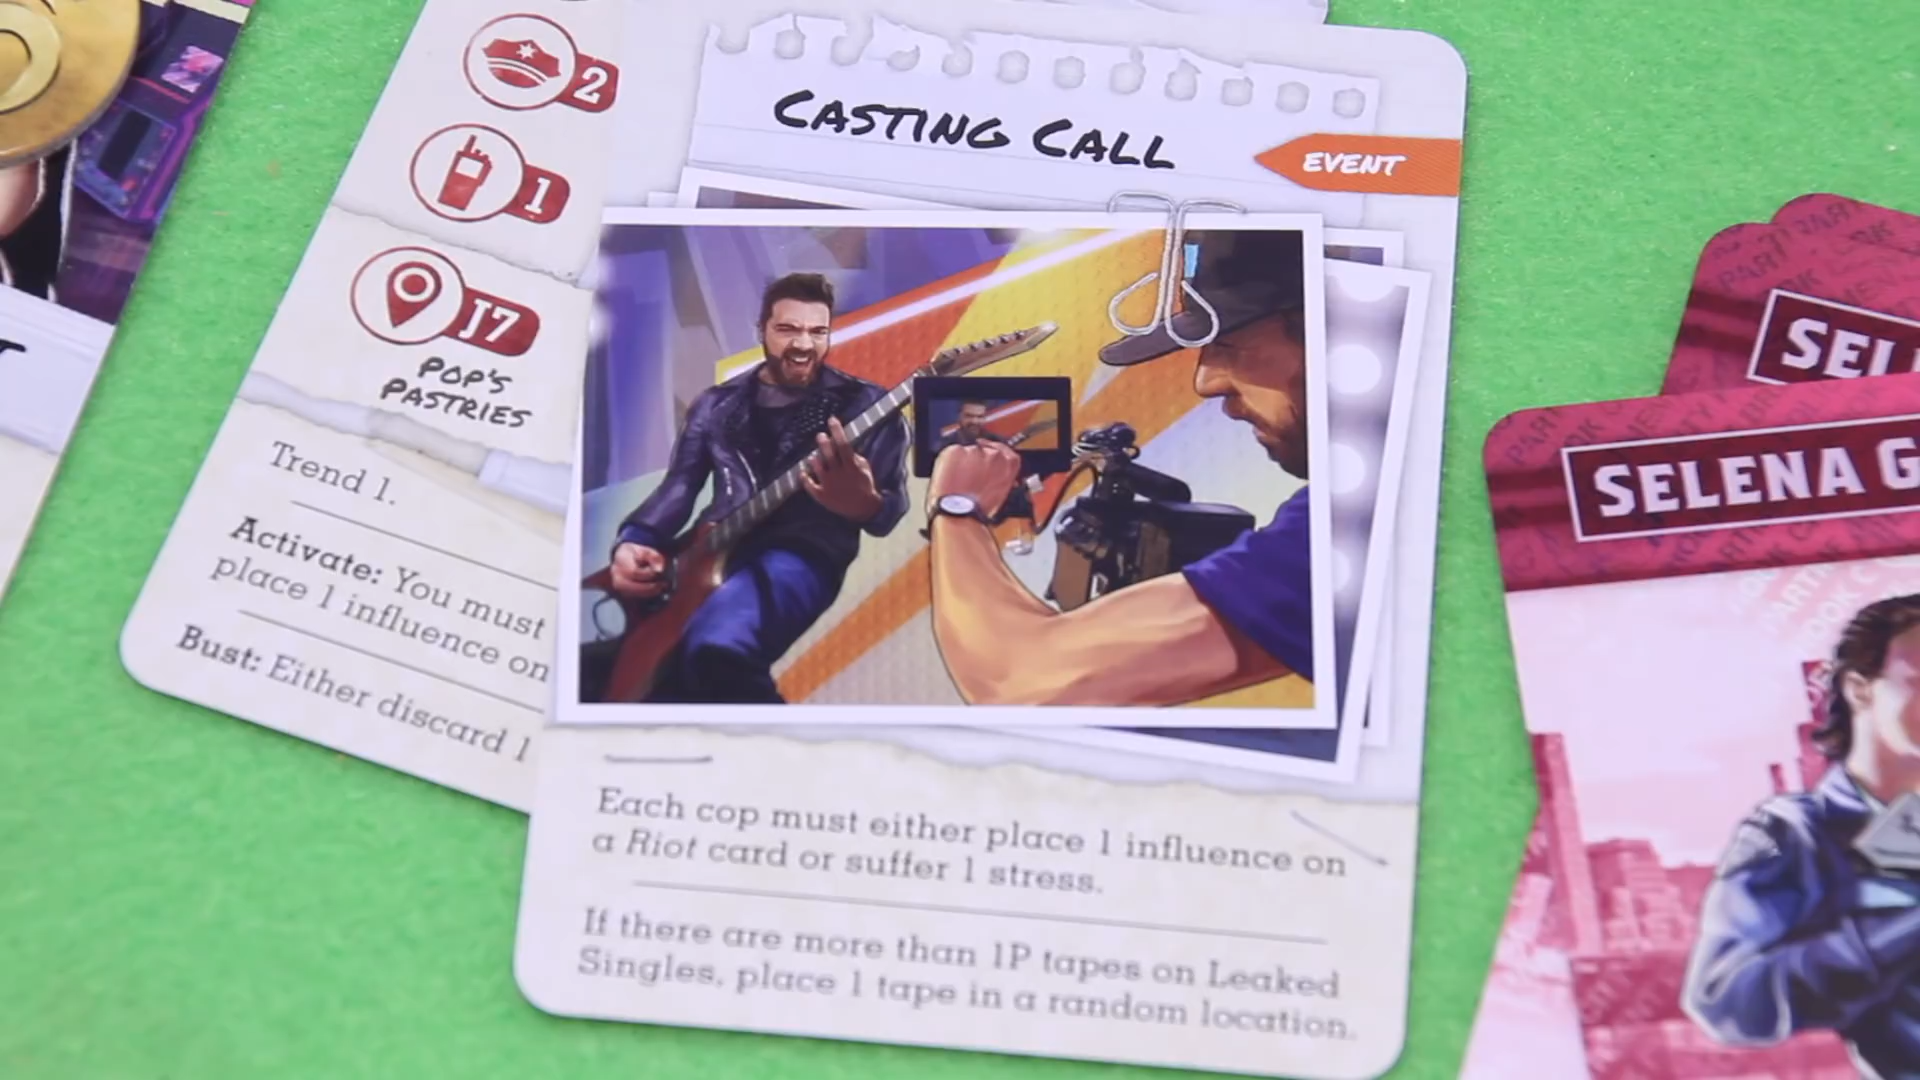 2
1
J7
POP'S
PASTRIES
Trend 1.
Activate: You must
place 1 influence on
Bust: Either discard 1
CASTING CALL
EVENT
Each cop must either place 1 influence on
a Riot card or suffer 1 stress.
If there are more than 1P tapes on Leaked
Singles, place 1 tape in a random location.
SEL
SELENA G